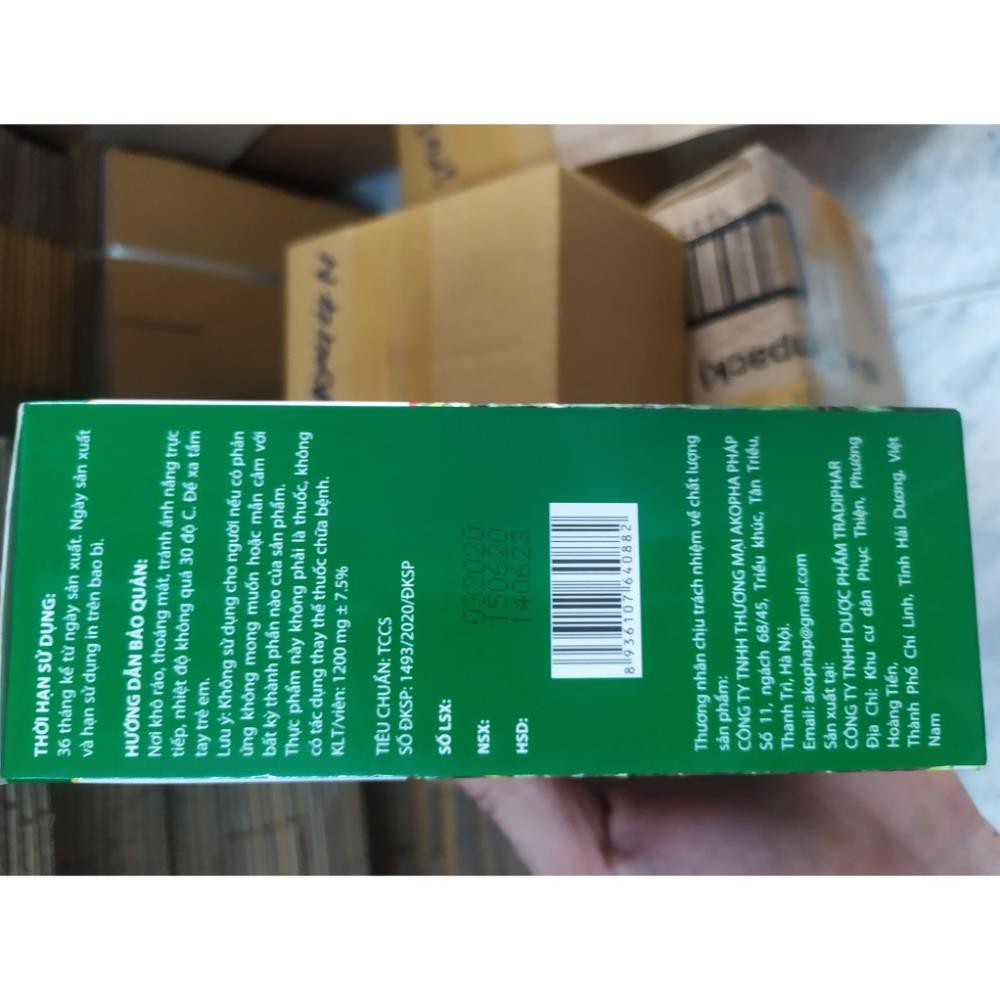 THỜI HẠN SỬ DỤNG:
36 tháng kể từ ngày sản xuất. Ngày sản xuất
và hạn sử dụng in trên bao bì.
HƯỚNG DẪN BẢO QUẢN:
Nơi khô ráo, thoáng mát, tránh ánh nắng trực
tiếp, nhiệt độ không quá 30 độ C. Để xa tầm
tay trẻ em.
Lưu ý: Không sử dụng cho người nếu có phản
ứng không mong muốn hoặc mẫn cảm với
bất kỳ thành phần nào của sản phẩm.
Thực phẩm này không phải là thuốc, không
có tác dụng thay thế thuốc chữa bệnh.
KLT/viên: 1200 mg ± 7.5%
TIÊU CHUẨN: TCCS
SỐ ĐKSP: 1493/2020/ĐKSP
SỐ LSX: 032020
NSX: 150620
HSD: 140623
8 936107 640882
Thương nhân chịu trách nhiệm về chất lượng
sản phẩm:
CÔNG TY TNHH THƯƠNG MẠI AKOPHA PHÁP
Số 11, ngách 68/45, Triều khúc, Tân Triều,
Thanh Trì, Hà Nội.
Email: akophap@gmail.com
Sản xuất tại:
CÔNG TY TNHH DƯỢC PHẨM TRADIPHAR
Địa Chỉ: Khu cư dân Phục Thiện, Phường
Hoàng Tiến,
Thành Phố Chí Linh, Tỉnh Hải Dương, Việt
Nam